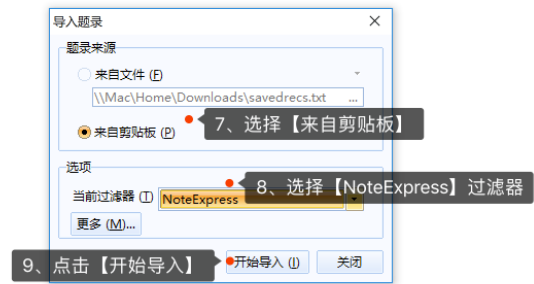 导入题录
题录来源
来自文件 (F)
\\Mac\Home\Downloads\savedrecs.txt ...
来自剪贴板 (P)
7、选择【来自剪贴板】
选项
8、选择【NoteExpress】过滤器
当前过滤器 (T) NoteExpress
更多 (M)...
9、点击【开始导入】
开始导入 (I) 关闭